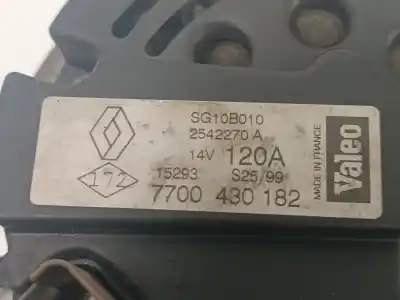 SG10B010
2542270 A
14V 120A
172
15293 S25/99
7700 430 182
Valeo
MADE IN FRANCE